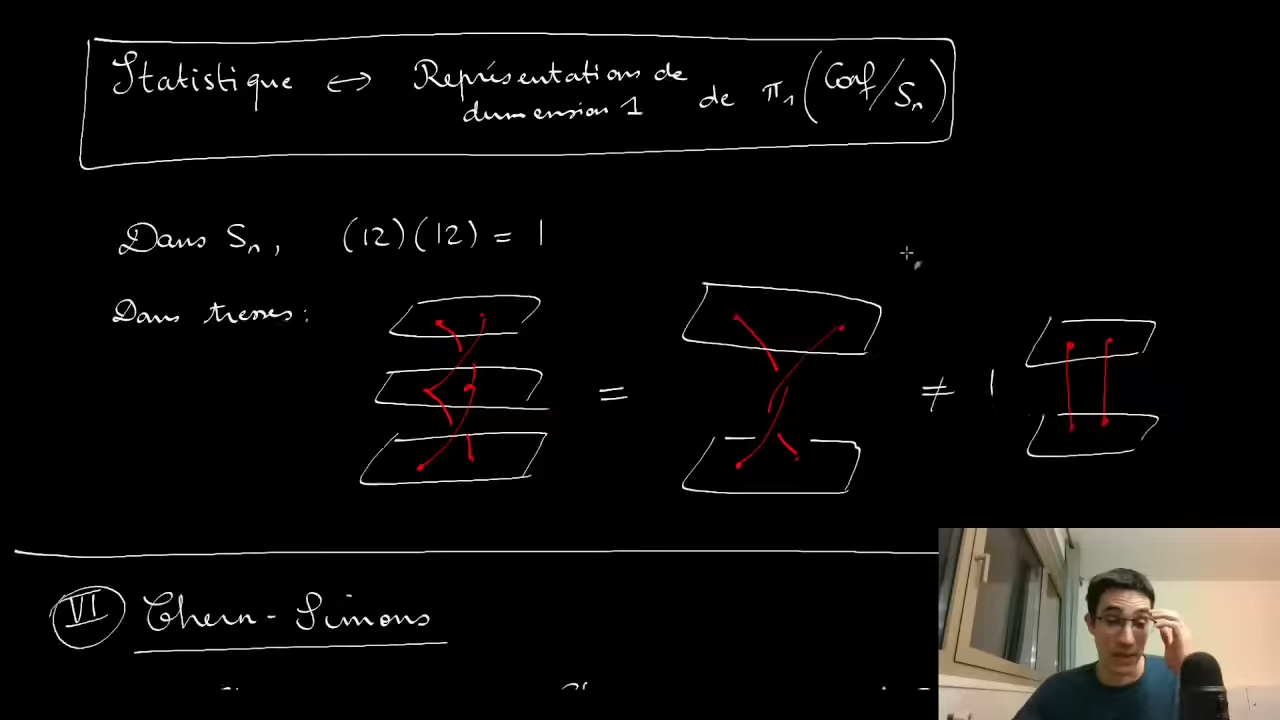 Statistique ↔ Représentations de dimension 1 de π₁(Conf/Sₙ)
Dans Sₙ, (12)(12) = 1
Dans tresses :
= ≠ 1
VI Chern-Simons